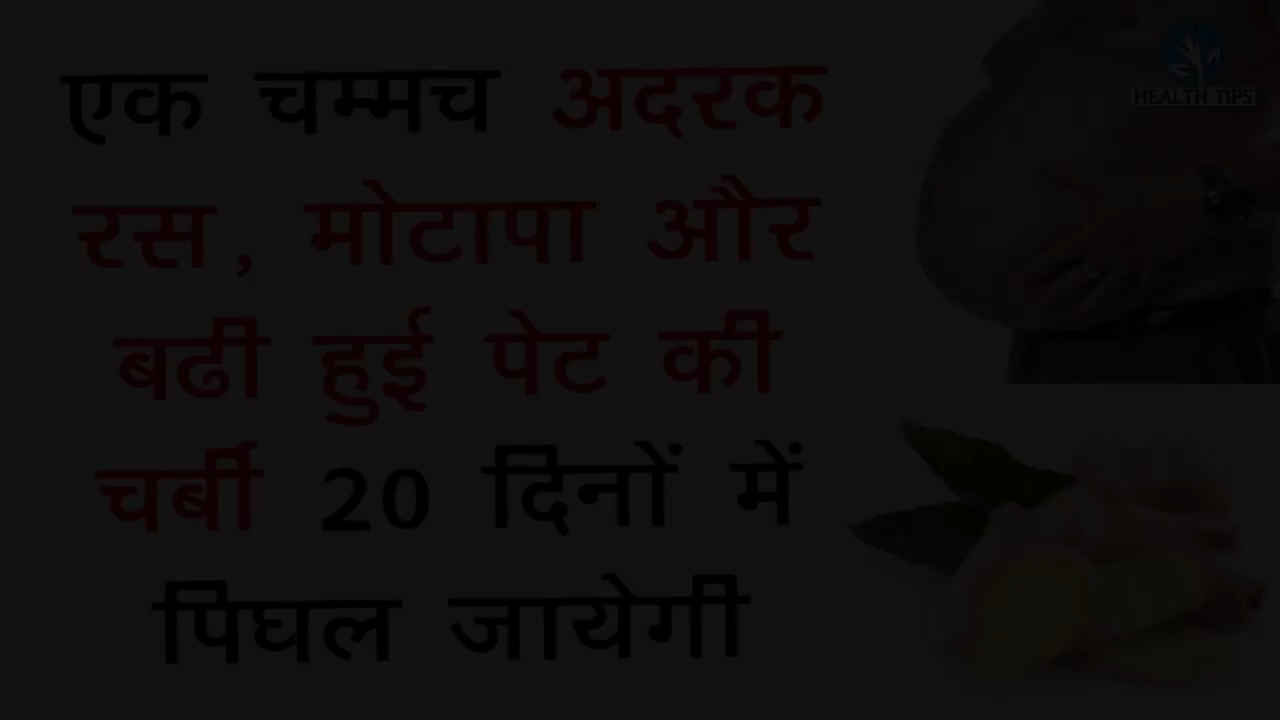 एक चम्मच अदरक
रस, मोटापा और
बढी हुई पेट की
चर्बी 20 दिनों में
पिघल जायेगी
HEALTH TIPS